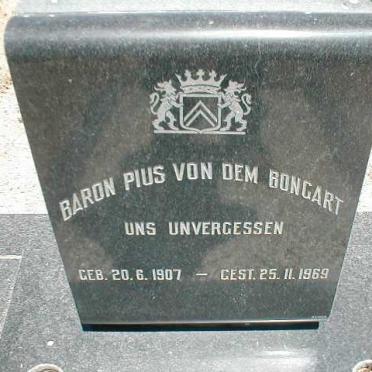 BARON PIUS VON DEM BONGART
UNS UNVERGESSEN
GEB. 20. 6. 1907 — GEST. 25. 11. 1969